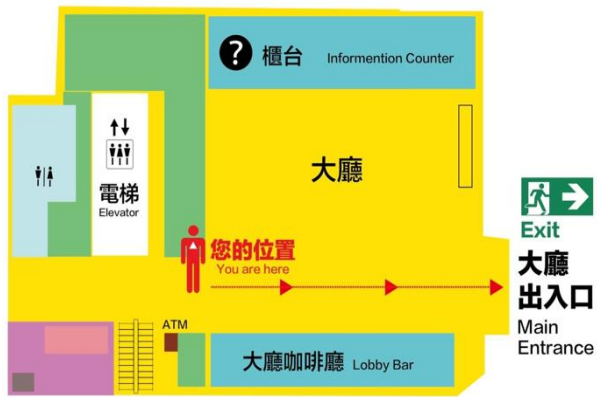 ?
櫃台 Informention Counter
大廳
電梯
Elevator
您的位置
You are here
Exit
大廳
出入口
Main
Entrance
ATM
大廳咖啡廳 Lobby Bar